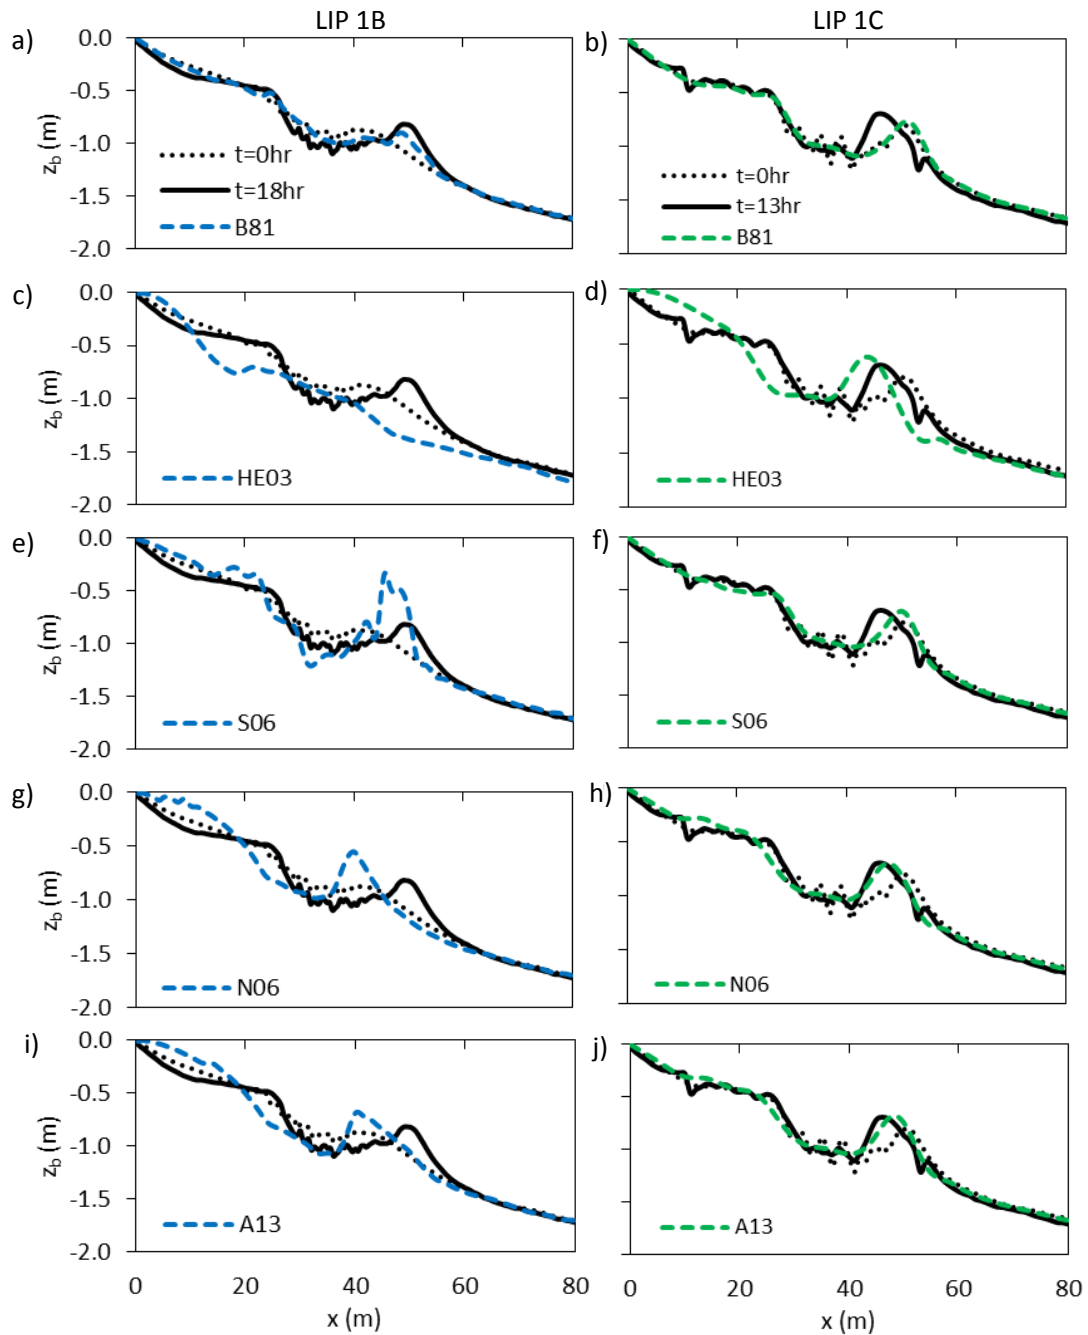 LIP 1B
LIP 1C
a)
0.0
-0.5
-1.0
-1.5
-2.0
z_b (m)
t=0hr
t=18hr
B81
b)
t=0hr
t=13hr
B81
c)
0.0
-0.5
-1.0
-1.5
-2.0
z_b (m)
HE03
d)
HE03
e)
0.0
-0.5
-1.0
-1.5
-2.0
z_b (m)
S06
f)
S06
g)
0.0
-0.5
-1.0
-1.5
-2.0
z_b (m)
N06
h)
N06
i)
0.0
-0.5
-1.0
-1.5
-2.0
z_b (m)
A13
0 20 40 60 80
x (m)
j)
A13
0 20 40 60 80
x (m)